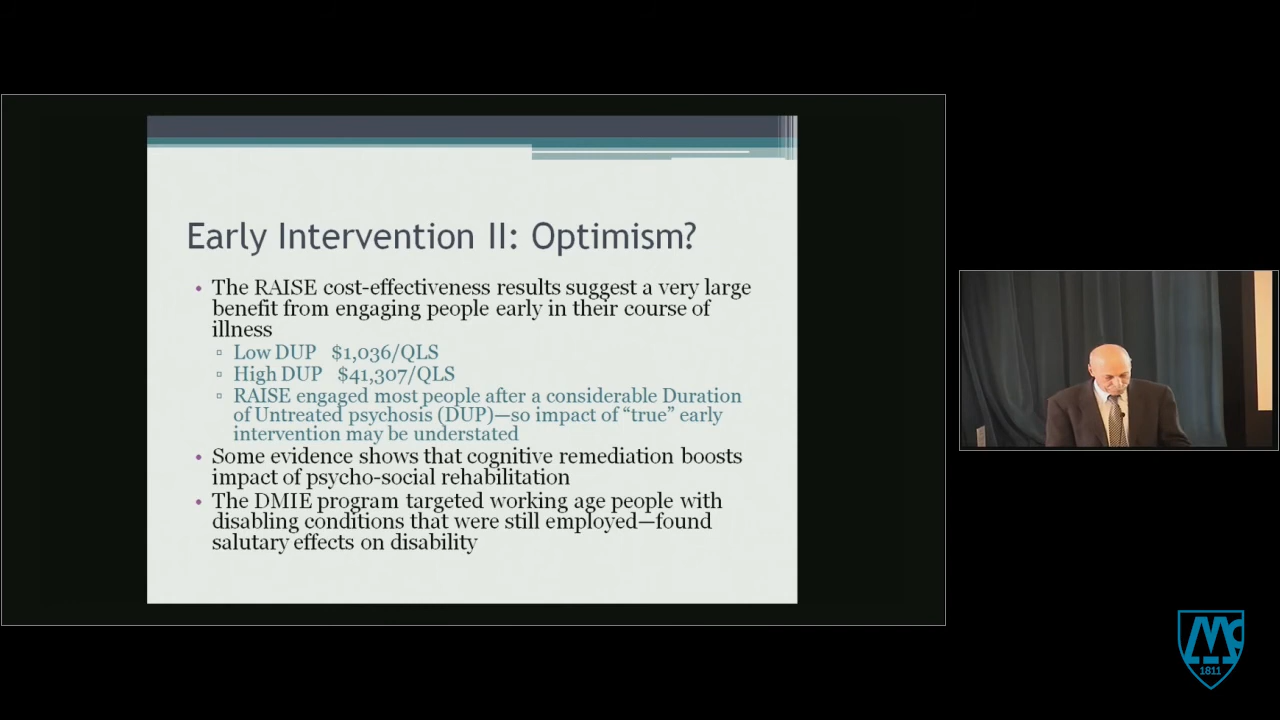 Early Intervention II: Optimism?
• The RAISE cost-effectiveness results suggest a very large
benefit from engaging people early in their course of
illness
▫ Low DUP $1,036/QLS
▫ High DUP $41,307/QLS
▫ RAISE engaged most people after a considerable Duration
of Untreated psychosis (DUP)—so impact of “true” early
intervention may be understated
• Some evidence shows that cognitive remediation boosts
impact of psycho-social rehabilitation
• The DMIE program targeted working age people with
disabling conditions that were still employed—found
salutary effects on disability
Mc
1811